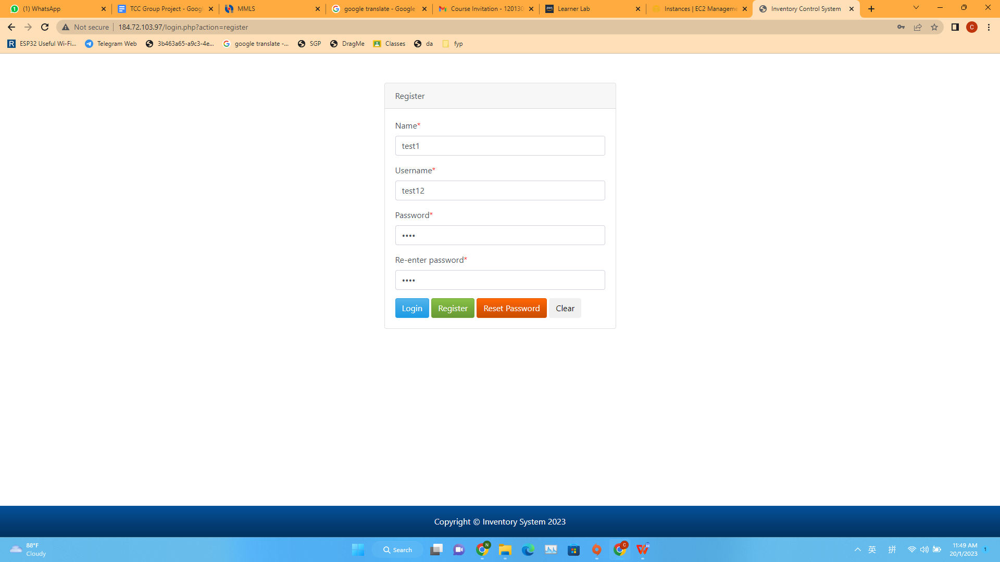 (1) WhatsApp
TCC Group Project - Googl
MMLS
google translate - Google
Course Invitation - 120130
Learner Lab
Instances | EC2 Manageme
Inventory Control System
Not secure
184.72.103.97/login.php?action=register
C
ESP32 Useful Wi-Fi...
Telegram Web
3b463a65-a9c3-4e...
google translate -...
SGP
DragMe
Classes
da
fyp
Register
Name*
test1
Username*
test12
Password*
••••
Re-enter password*
••••
Login
Register
Reset Password
Clear
Copyright © Inventory System 2023
88°F
Cloudy
Search
英
拼
11:49 AM
20/1/2023
1